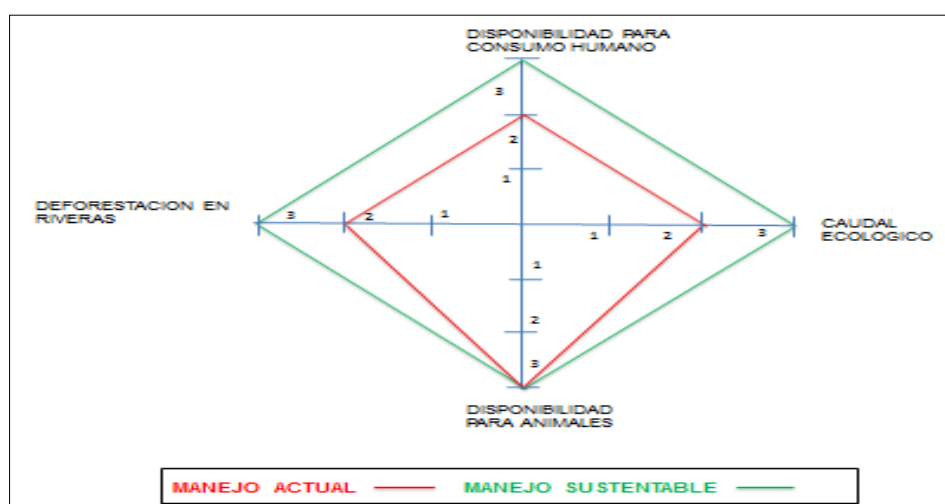 DISPONIBILIDAD PARA
CONSUMO HUMANO
3
2
1
DEFORESTACION EN
RIVERAS
3 2 1
1 2 3
CAUDAL
ECOLOGICO
1
2
3
DISPONIBILIDAD
PARA ANIMALES
MANEJO ACTUAL MANEJO SUSTENTABLE